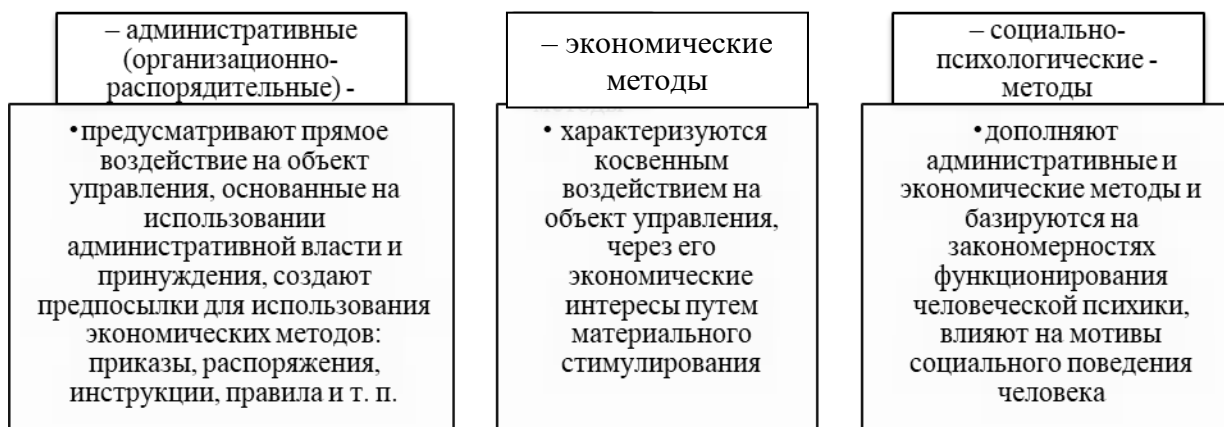 – административные
(организационно-
распорядительные) -
•предусматривают прямое
воздействие на объект
управления, основанные на
использовании
административной власти и
принуждения, создают
предпосылки для использования
экономических методов:
приказы, распоряжения,
инструкции, правила и т. п.
– экономические
методы
• характеризуются
косвенным
воздействием на
объект управления,
через его
экономические
интересы путем
материального
стимулирования
– социально-
психологические -
методы
•дополняют
административные и
экономические методы и
базируются на
закономерностях
функционирования
человеческой психики,
влияют на мотивы
социального поведения
человека